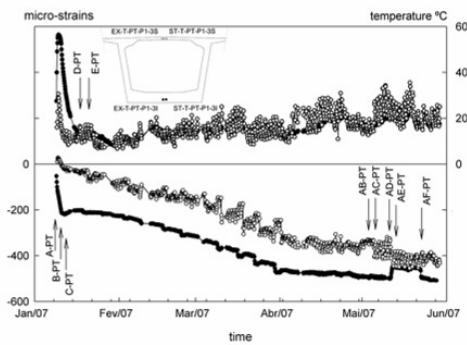 micro-strains
temperature ºC
EX-T-PT-P1-3S ST-T-PT-P1-3S
EX-T-PT-P1-3I ST-T-PT-P1-3I
D-PT
E-PT
60
40
20
0
0
-200
-400
-600
A-PT
B-PT
C-PT
AB-PT
AC-PT
AD-PT
AE-PT
AF-PT
Jan/07 Fev/07 Mar/07 Abr/07 Mai/07 Jun/07
time